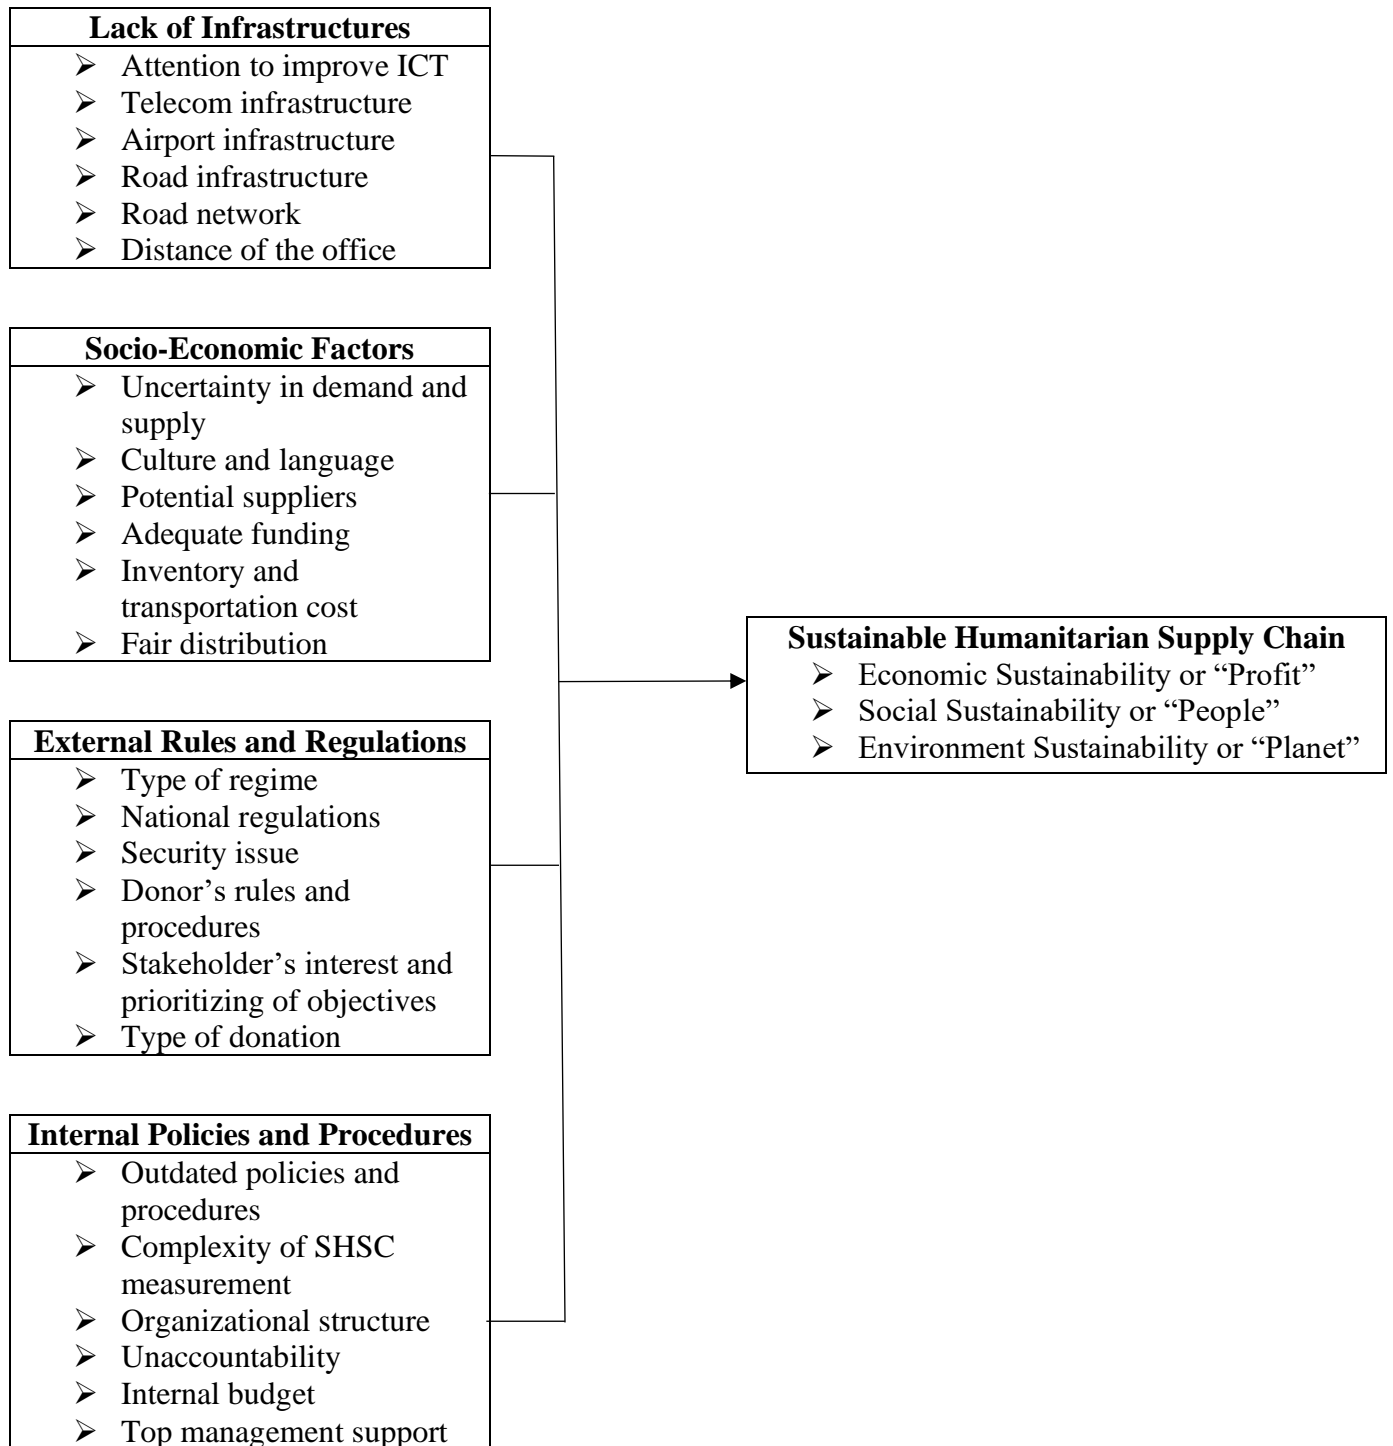 Lack of Infrastructures
➢ Attention to improve ICT
➢ Telecom infrastructure
➢ Airport infrastructure
➢ Road infrastructure
➢ Road network
➢ Distance of the office
Socio-Economic Factors
➢ Uncertainty in demand and
supply
➢ Culture and language
➢ Potential suppliers
➢ Adequate funding
➢ Inventory and
transportation cost
➢ Fair distribution
External Rules and Regulations
➢ Type of regime
➢ National regulations
➢ Security issue
➢ Donor’s rules and
procedures
➢ Stakeholder’s interest and
prioritizing of objectives
➢ Type of donation
Internal Policies and Procedures
➢ Outdated policies and
procedures
➢ Complexity of SHSC
measurement
➢ Organizational structure
➢ Unaccountability
➢ Internal budget
➢ Top management support
Sustainable Humanitarian Supply Chain
➢ Economic Sustainability or “Profit”
➢ Social Sustainability or “People”
➢ Environment Sustainability or “Planet”